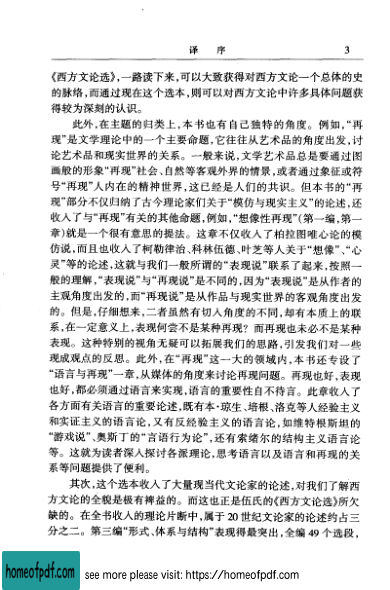 译 序 3
《西方文论选》,一路读下来,可以大致获得对西方文论一个总体的史
的脉络,而通过现在这个选本,则可以对西方文论中许多具体问题获
得较为深刻的认识。
此外,在主题的归类上,本书也有自己独特的角度。例如,“再
现”是文学理论中的一个主要命题,它往往从艺术品的角度出发,讨
论艺术品和现实世界的关系。一般来说,文学艺术品总是要通过图
画般的形象“再现”社会、自然等客观外界的情景,或者通过象征或符
号“再现”人内在的精神世界,这已经是人们的共识。但本书的“再
现”部分不仅归纳了古今理论家们关于“模仿与现实主义”的论述,还
收入了与“再现”有关的其他命题,例如,“想像性再现”(第一编,第一
章)就是一个很有意思的提法。这章不仅收入了柏拉图唯心论的模
仿说,而且也收入了柯勒律治、科林伍德、叶芝等人关于“想像”、“心
灵”等的论述,这就与我们一般所谓的“表现说”联系了起来,按照一
般的理解,“表现说”与“再现说”是不同的,因为“表现说”是从作者的
主观角度出发的,而“再现说”是从作品与现实世界的客观角度出发
的。但是,仔细想来,二者虽然有切入角度的不同,却有本质上的联
系,在一定意义上,表现何尝不是某种再现？而再现也未必不是某种
表现。这种特别的视角无疑可以拓展我们的思路,引发我们对一些
现成观点的反思。此外,在“再现”这一大的领域内,本书还专设了
“语言与再现”一章,从媒体的角度来讨论再现问题。再现也好,表现
也好,都必须通过语言来实现,语言的重要性自不待言。此章收入了
各方面有关语言的重要论述,既有本·琼生、培根、洛克等人经验主义
和实证主义的语言论,又有反经验主义的语言论,如维特根斯坦的
“游戏说”、奥斯丁的“言语行为论”,还有索绪尔的结构主义语言论
等。这就为读者深入探讨各派理论,思考语言以及语言和再现的关
系等问题提供了便利。
其次,这个选本收入了大量现当代文论家的论述,对我们了解西
方文论的全貌是极有裨益的。而这也正是伍氏的《西方文论选》所欠
缺的。在全书收入的理论片断中,属于20世纪文论家的论述约占三
分之二。第三编“形式、体系与结构”表现得最突出,全编49个选段,
homeofpdf.com see more please visit: https://homeofpdf.com